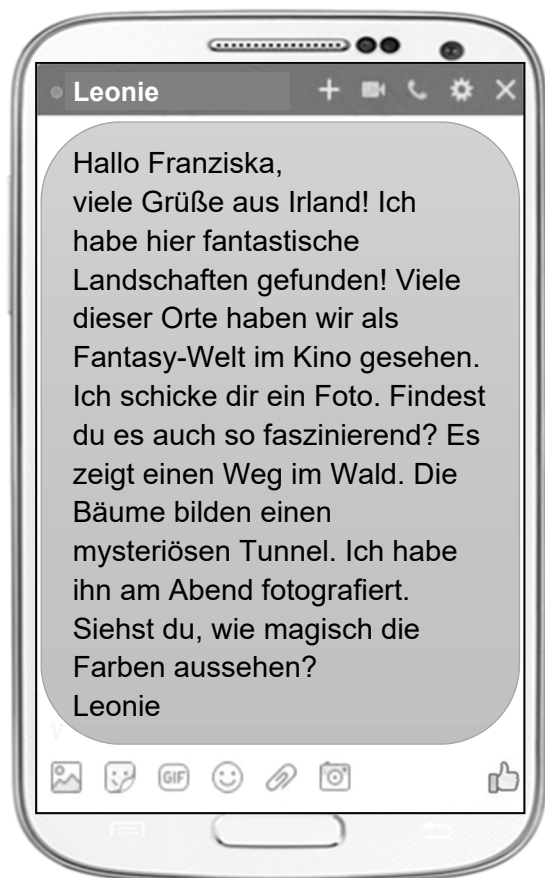 Leonie
Hallo Franziska,
viele Grüße aus Irland! Ich
habe hier fantastische
Landschaften gefunden! Viele
dieser Orte haben wir als
Fantasy-Welt im Kino gesehen.
Ich schicke dir ein Foto. Findest
du es auch so faszinierend? Es
zeigt einen Weg im Wald. Die
Bäume bilden einen
mysteriösen Tunnel. Ich habe
ihn am Abend fotografiert.
Siehst du, wie magisch die
Farben aussehen?
Leonie
GIF